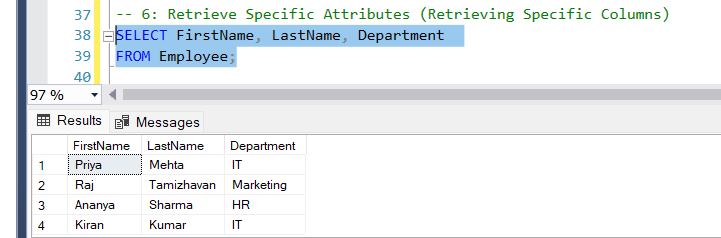 37 -- 6: Retrieve Specific Attributes (Retrieving Specific Columns)
38 SELECT FirstName, LastName, Department
39 FROM Employee;
40
97 %
Results Messages
FirstName LastName Department
1 Priya Mehta IT
2 Raj Tamizhavan Marketing
3 Ananya Sharma HR
4 Kiran Kumar IT